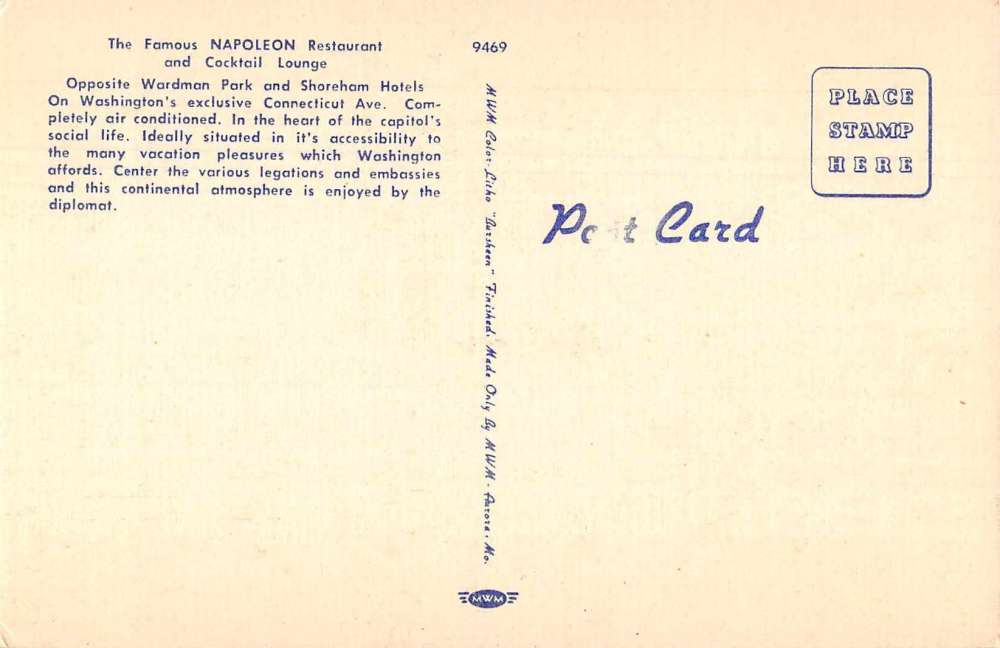 The Famous NAPOLEON Restaurant
and Cocktail Lounge
Opposite Wardman Park and Shoreham Hotels
On Washington's exclusive Connecticut Ave. Com-
pletely air conditioned. In the heart of the capitol's
social life. Ideally situated in it's accessibility to
the many vacation pleasures which Washington
affords. Center the various legations and embassies
and this continental atmosphere is enjoyed by the
diplomat.
9469
MWM Color-Litho "Dursheen" Finished. Made Only By MWM - Aurora, Mo.
MWM
PLACE
STAMP
HERE
Post Card